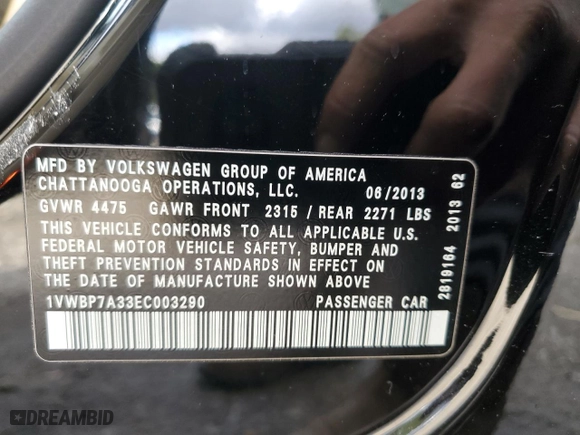 MFD BY VOLKSWAGEN GROUP OF AMERICA
CHATTANOOGA OPERATIONS, LLC. 06/2013
GVWR 4475 GAWR FRONT 2315/REAR 2271 LBS
THIS VEHICLE CONFORMS TO ALL APPLICABLE U.S.
FEDERAL MOTOR VEHICLE SAFETY, BUMPER AND
THEFT PREVENTION STANDARDS IN EFFECT ON
THE DATE OF MANUFACTURE SHOWN ABOVE
1VWBP7A33EC003290 PASSENGER CAR
2819164 2013 62
DREAMBID